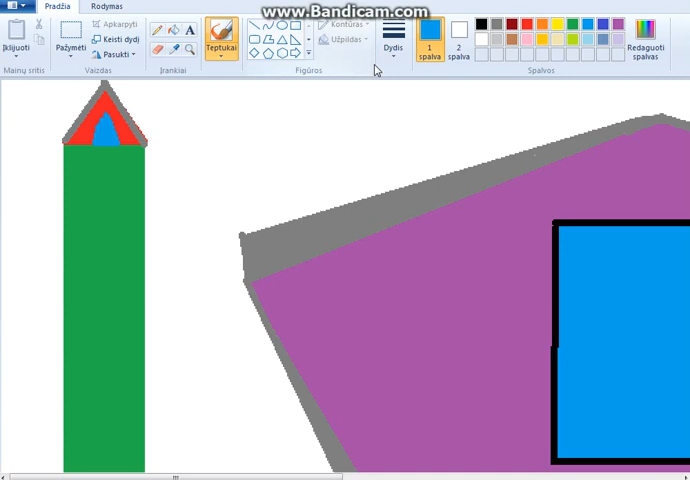 www.Bandicam.com
Pradžia Rodymas
Įklijuoti
Pažymėti
Apkarpyti
Keisti dydį
Pasukti
Teptukai
Kontūras
Užpildas
Dydis
1 spalva
2 spalva
Redaguoti spalvas
Mainų sritis Vaizdas Įrankiai Figūros Spalvos